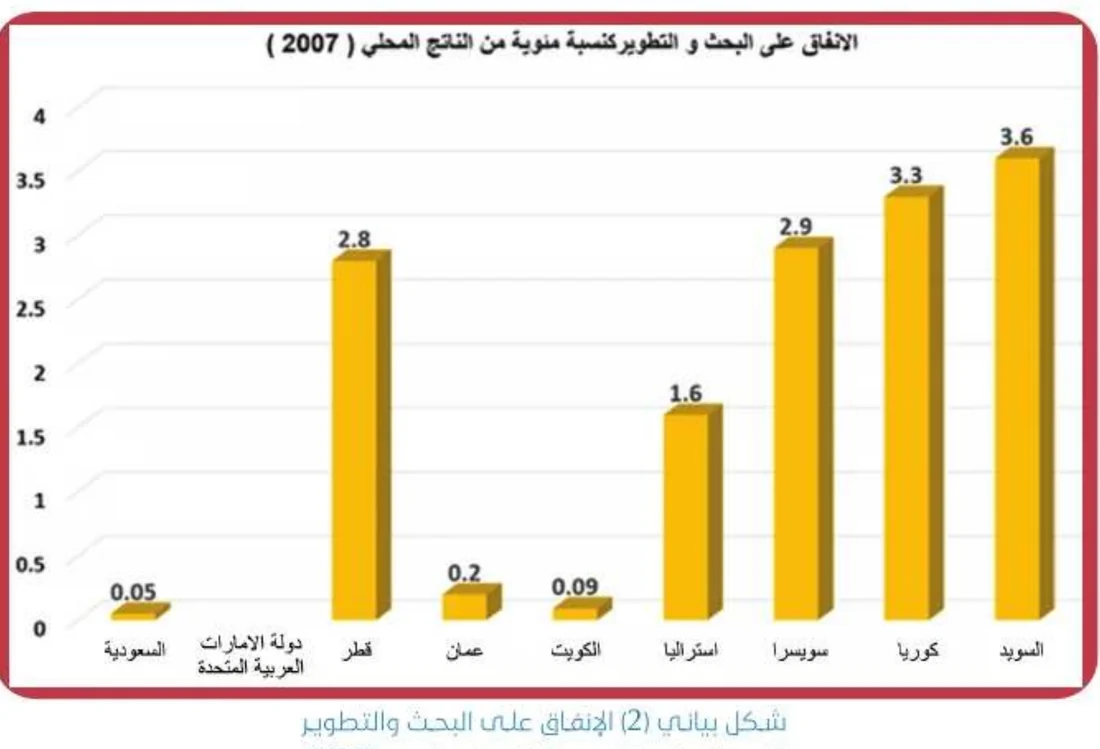 الانفاق على البحث و التطويركنسبة مئوية من الناتج المحلي ( 2007 )
4
3.5
3
2.5
2
1.5
1
0.5
0
0.05
2.8
0.2
0.09
1.6
2.9
3.3
3.6
السعودية
دولة الامارات
العربية المتحدة
قطر
عمان
الكويت
استراليا
سويسرا
كوريا
السويد
شكل بياني (2) الإنفاق على البحث والتطوير